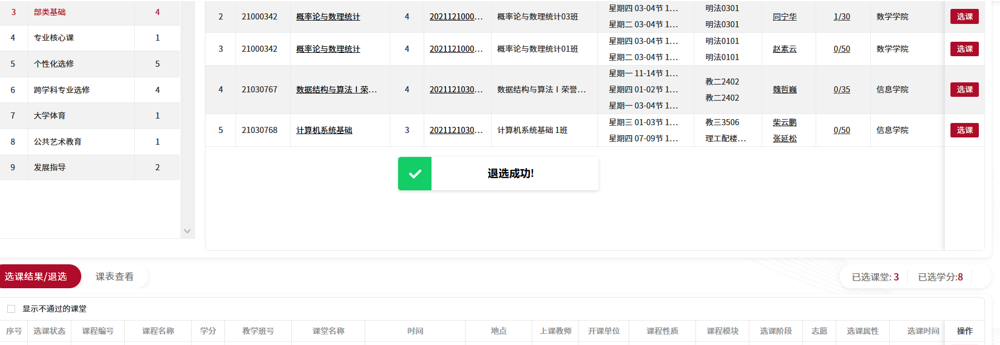 3 部类基础 4
4 专业核心课 1
5 个性化选修 5
6 跨学科专业选修 4
7 大学体育 1
8 公共艺术教育 1
9 发展指导 2
2 21000342 概率论与数理统计 4 2021121000... 概率论与数理统计03班 星期四 03-04节 1... 明法0301 同宁华 1/30 数学学院 选课
星期二 03-04节 1... 明法0301
3 21000342 概率论与数理统计 4 2021121000... 概率论与数理统计01班 星期四 03-04节 1... 明法0101 赵素云 0/50 数学学院 选课
星期二 03-04节 1... 明法0101
4 21030767 数据结构与算法Ⅰ荣... 4 2021121030... 数据结构与算法Ⅰ荣誉... 星期一 11-14节 1... 教二2402 魏哲巍 0/35 信息学院 选课
星期四 01-02节 1... 教二2402
星期一 03-04节 1...
5 21030768 计算机系统基础 3 2021121030... 计算机系统基础 1班 星期三 01-03节 1... 教三3506 柴云鹏 0/50 信息学院 选课
星期四 07-09节 1... 理工配楼... 张延松
退选成功!
选课结果/退选 课表查看 已选课堂: 3 已选学分:8
显示不通过的课堂
序号 选课状态 课程编号 课程名称 学分 教学班号 课堂名称 时间 地点 上课教师 开课单位 课程性质 课程模块 选课阶段 志愿 选课属性 选课时间 操作